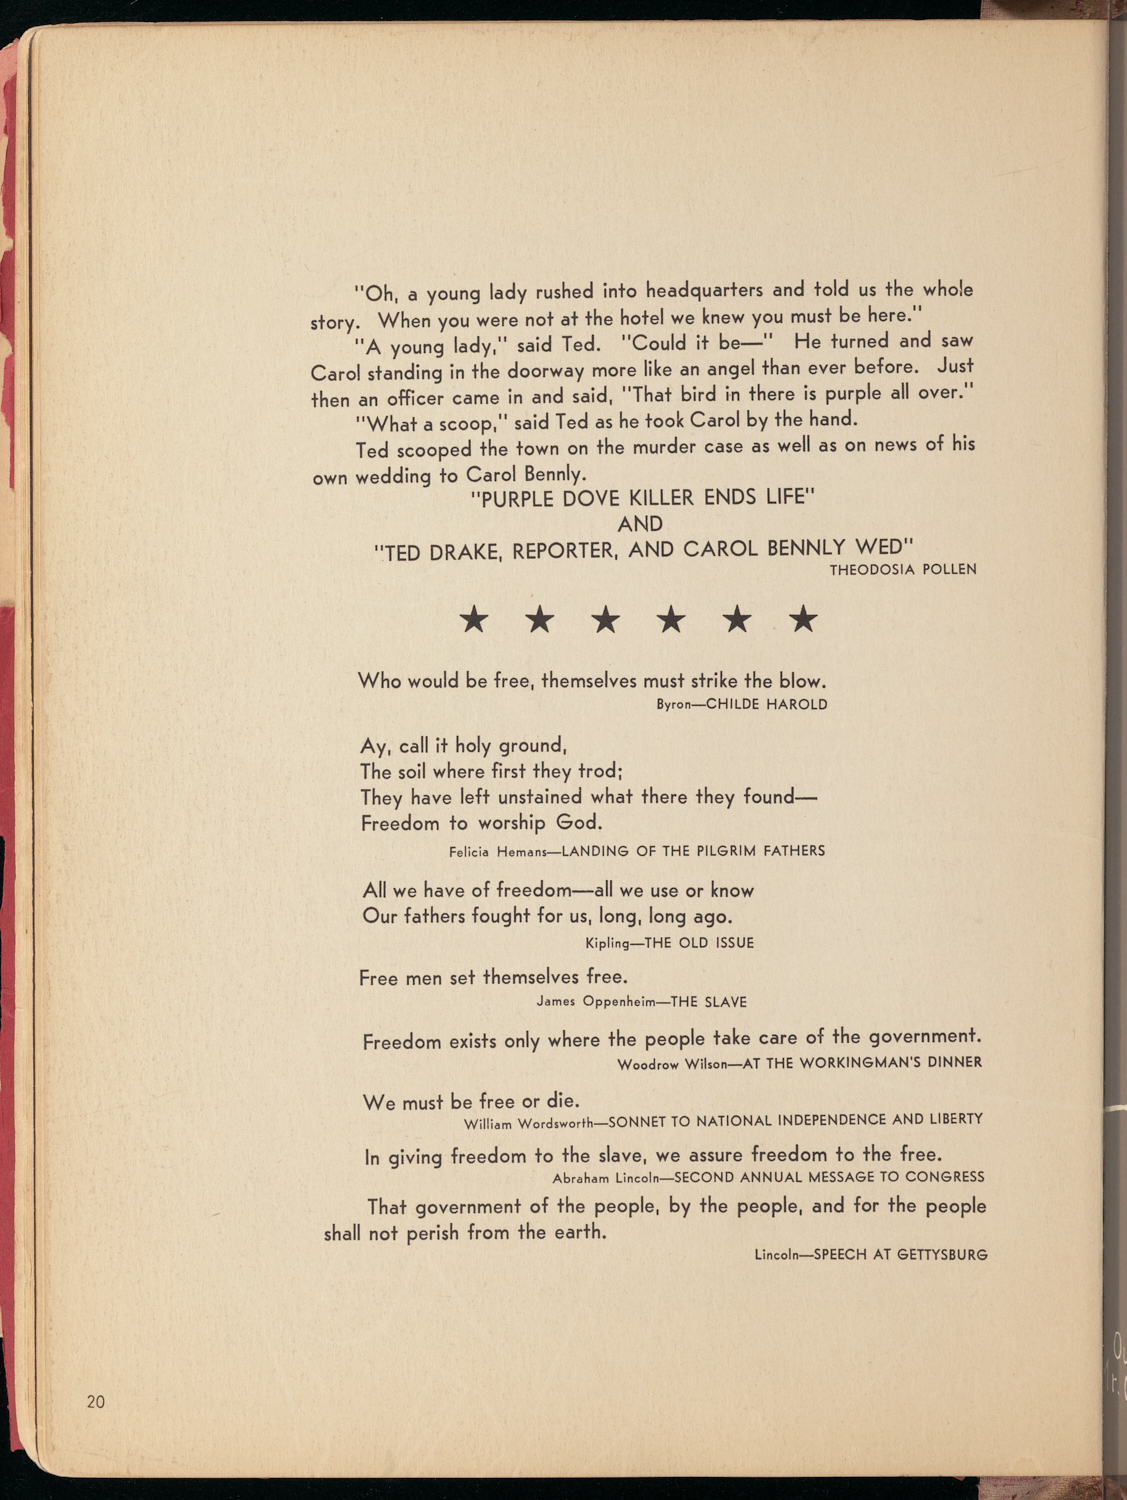 "Oh, a young lady rushed into headquarters and told us the whole
story. When you were not at the hotel we knew you must be here."
"A young lady," said Ted. "Could it be—" He turned and saw
Carol standing in the doorway more like an angel than ever before. Just
then an officer came in and said, "That bird in there is purple all over."
"What a scoop," said Ted as he took Carol by the hand.
Ted scooped the town on the murder case as well as on news of his
own wedding to Carol Bennly.
"PURPLE DOVE KILLER ENDS LIFE"
AND
"TED DRAKE, REPORTER, AND CAROL BENNLY WED"
THEODOSIA POLLEN
★ ★ ★ ★ ★ ★
Who would be free, themselves must strike the blow.
Byron—CHILDE HAROLD
Ay, call it holy ground,
The soil where first they trod;
They have left unstained what there they found—
Freedom to worship God.
Felicia Hemans—LANDING OF THE PILGRIM FATHERS
All we have of freedom—all we use or know
Our fathers fought for us, long, long ago.
Kipling—THE OLD ISSUE
Free men set themselves free.
James Oppenheim—THE SLAVE
Freedom exists only where the people take care of the government.
Woodrow Wilson—AT THE WORKINGMAN'S DINNER
We must be free or die.
William Wordsworth—SONNET TO NATIONAL INDEPENDENCE AND LIBERTY
In giving freedom to the slave, we assure freedom to the free.
Abraham Lincoln—SECOND ANNUAL MESSAGE TO CONGRESS
That government of the people, by the people, and for the people
shall not perish from the earth.
Lincoln—SPEECH AT GETTYSBURG
20